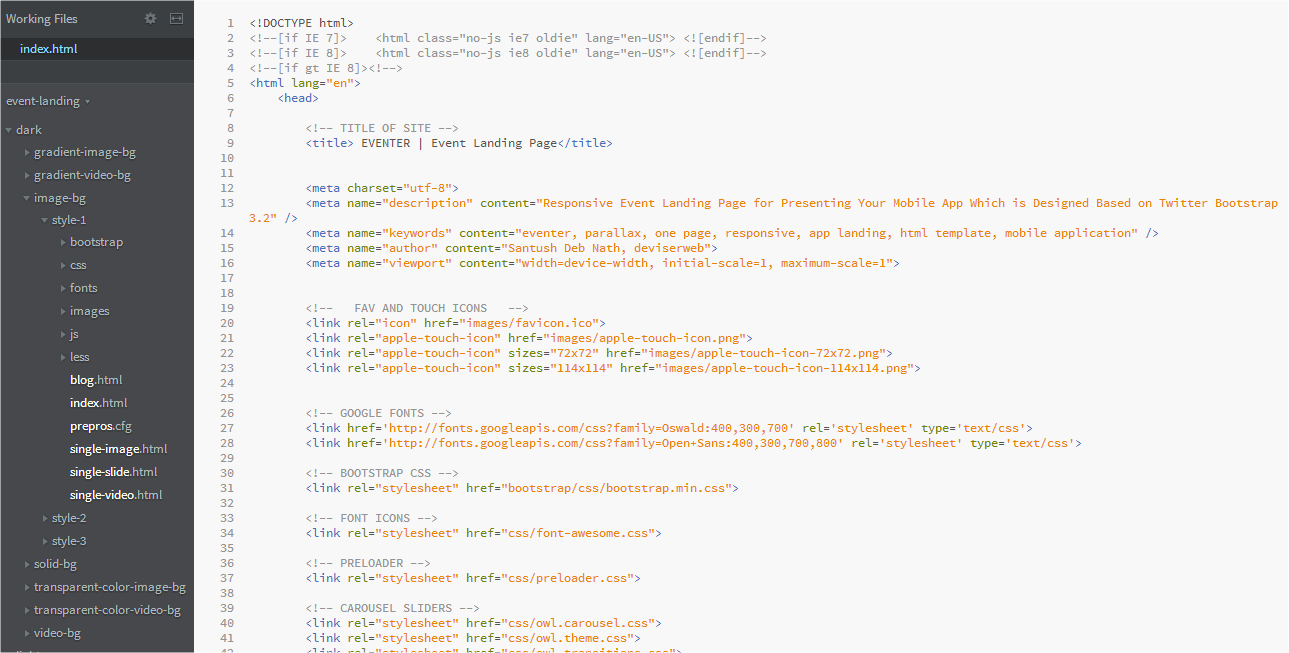 Working Files
index.html
event-landing
dark
gradient-image-bg
gradient-video-bg
image-bg
style-1
bootstrap
css
fonts
images
js
less
blog.html
index.html
prepros.cfg
single-image.html
single-slide.html
single-video.html
style-2
style-3
solid-bg
transparent-color-image-bg
transparent-color-video-bg
video-bg
1 <!DOCTYPE html>
2 <!--[if IE 7]>    <html class="no-js ie7 oldie" lang="en-US"> <![endif]-->
3 <!--[if IE 8]>    <html class="no-js ie8 oldie" lang="en-US"> <![endif]-->
4 <!--[if gt IE 8]><!-->
5 <html lang="en">
6     <head>
7
8         <!-- TITLE OF SITE -->
9         <title> EVENTER | Event Landing Page</title>
10
11
12         <meta charset="utf-8">
13         <meta name="description" content="Responsive Event Landing Page for Presenting Your Mobile App Which is Designed Based on Twitter Bootstrap
3.2" />
14         <meta name="keywords" content="eventer, parallax, one page, responsive, app landing, html template, mobile application" />
15         <meta name="author" content="Santush Deb Nath, deviserweb">
16         <meta name="viewport" content="width=device-width, initial-scale=1, maximum-scale=1">
17
18
19         <!--   FAV AND TOUCH ICONS   -->
20         <link rel="icon" href="images/favicon.ico">
21         <link rel="apple-touch-icon" href="images/apple-touch-icon.png">
22         <link rel="apple-touch-icon" sizes="72x72" href="images/apple-touch-icon-72x72.png">
23         <link rel="apple-touch-icon" sizes="114x114" href="images/apple-touch-icon-114x114.png">
24
25
26         <!-- GOOGLE FONTS -->
27         <link href='http://fonts.googleapis.com/css?family=Oswald:400,300,700' rel='stylesheet' type='text/css'>
28         <link href='http://fonts.googleapis.com/css?family=Open+Sans:400,300,700,800' rel='stylesheet' type='text/css'>
29
30         <!-- BOOTSTRAP CSS -->
31         <link rel="stylesheet" href="bootstrap/css/bootstrap.min.css">
32
33         <!-- FONT ICONS -->
34         <link rel="stylesheet" href="css/font-awesome.css">
35
36         <!-- PRELOADER -->
37         <link rel="stylesheet" href="css/preloader.css">
38
39         <!-- CAROUSEL SLIDERS -->
40         <link rel="stylesheet" href="css/owl.carousel.css">
41         <link rel="stylesheet" href="css/owl.theme.css">
42         <link rel="stylesheet" href="css/owl.transitions.css">